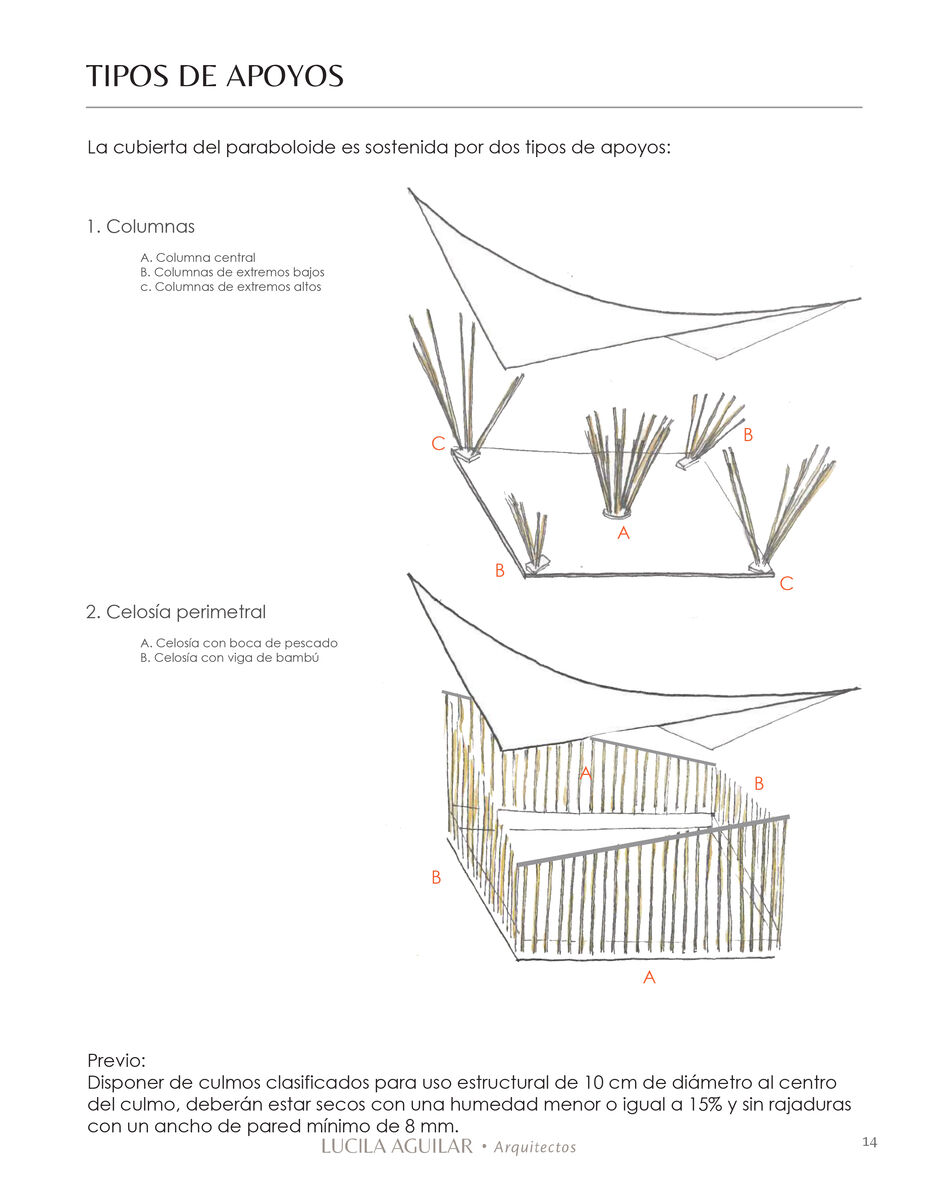 TIPOS DE APOYOS
La cubierta del paraboloide es sostenida por dos tipos de apoyos:
1. Columnas
A. Columna central
B. Columnas de extremos bajos
c. Columnas de extremos altos
C
B
A
B
C
2. Celosía perimetral
A. Celosía con boca de pescado
B. Celosía con viga de bambú
A
B
B
A
Previo:
Disponer de culmos clasificados para uso estructural de 10 cm de diámetro al centro
del culmo, deberán estar secos con una humedad menor o igual a 15% y sin rajaduras
con un ancho de pared mínimo de 8 mm.
LUCILA AGUILAR • Arquitectos
14